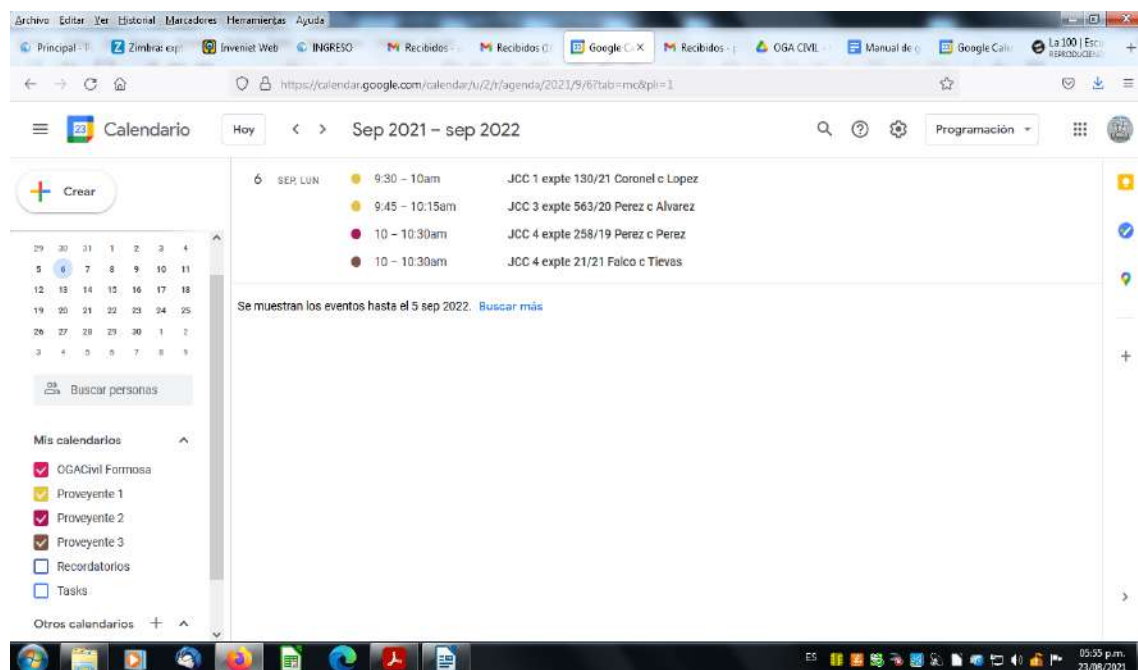 Archivo Editar Ver Historial Marcadores Herramientas Ayuda
Principal - Zimbra: Inveniet Web INGRESO Recibidos - Recibidos ( Google C Recibidos - OGA CIVIL - Manual de Google Cal La 100 | Esc
https://calendar.google.com/calendar/u/2/r/agenda/2021/9/6?tab=mc&pli=1
23 Calendario Hoy Sep 2021 – sep 2022 Programación
Crear
6 SEP, LUN 9:30 – 10am JCC 1 expte 130/21 Coronel c Lopez
9:45 – 10:15am JCC 3 expte 563/20 Perez c Alvarez
10 – 10:30am JCC 4 expte 258/19 Perez c Perez
10 – 10:30am JCC 4 expte 21/21 Falco c Tievas
Se muestran los eventos hasta el 5 sep 2022. Buscar más
29 30 31 1 2 3 4
5 6 7 8 9 10 11
12 13 14 15 16 17 18
19 20 21 22 23 24 25
26 27 28 29 30 1 2
3 4 5 6 7 8 9
Buscar personas
Mis calendarios
OGACivil Formosa
Proveyente 1
Proveyente 2
Proveyente 3
Recordatorios
Tasks
Otros calendarios
ES 05:55 p.m.
23/08/2021